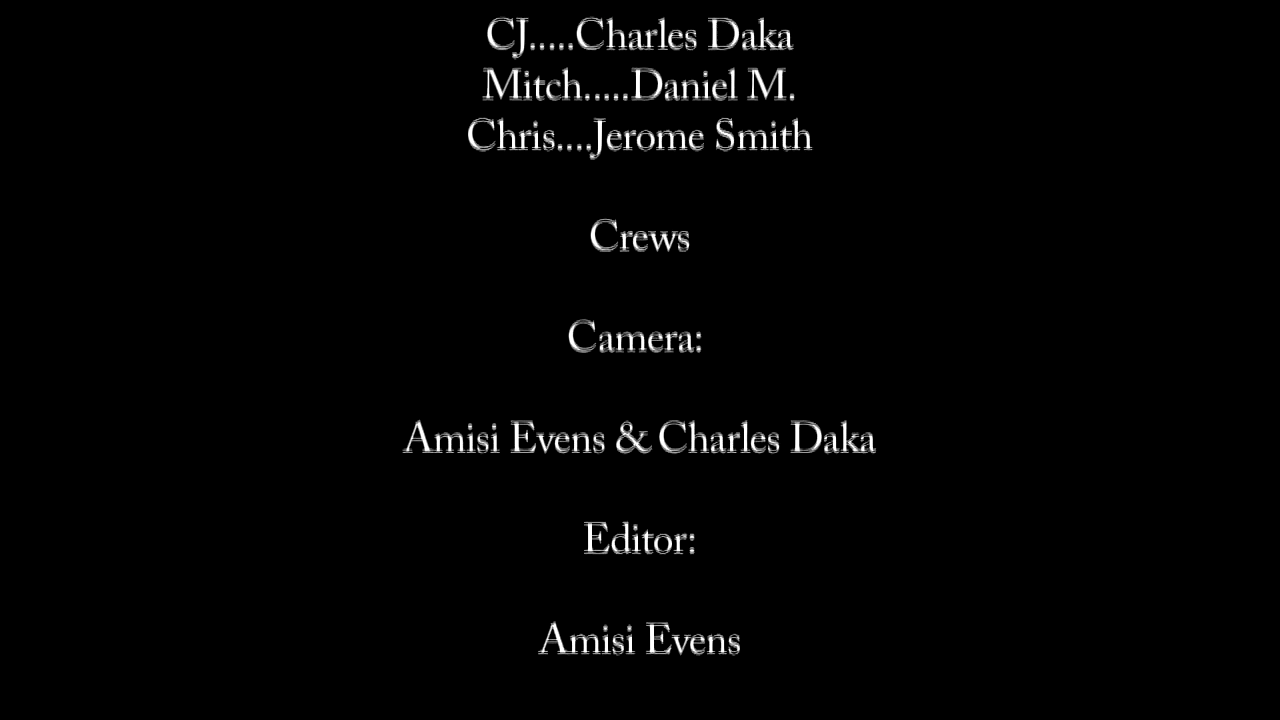 CJ.....Charles Daka
Mitch.....Daniel M.
Chris....Jerome Smith
Crews
Camera:
Amisi Evens & Charles Daka
Editor:
Amisi Evens